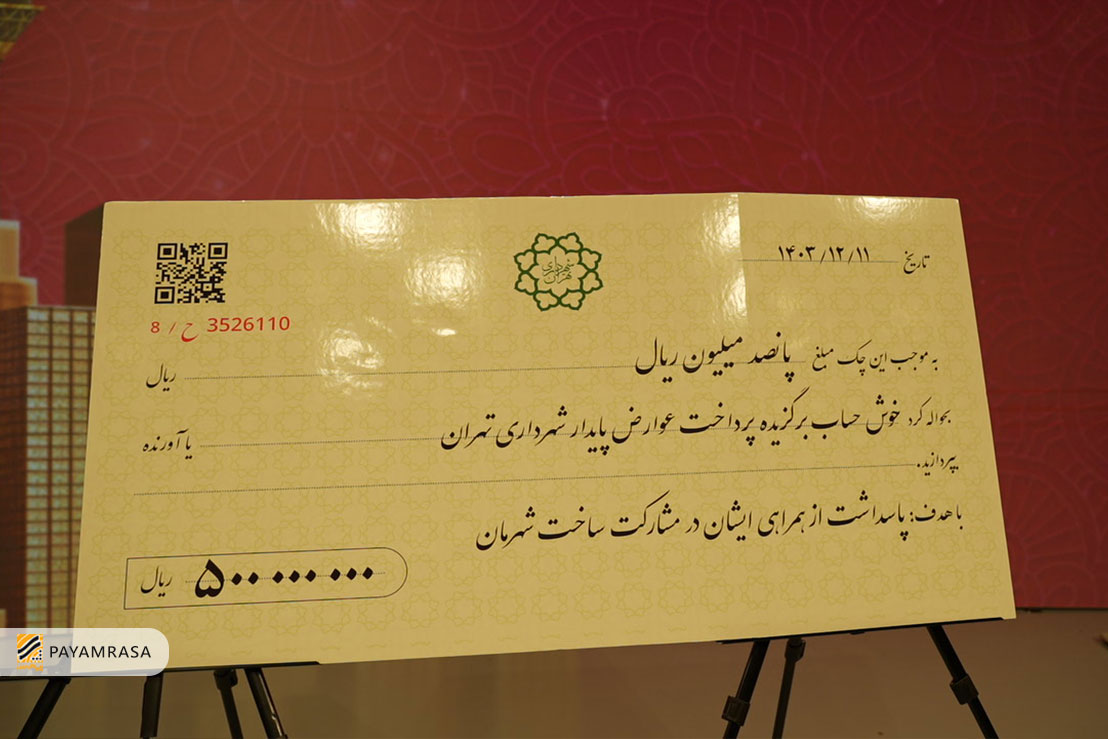 تاریخ ۱۴۰۳/۱۲/۱۱
شهرداری تهران
3526110 ح / 8
به موجب این چک مبلغ پانصد میلیون ریال ریال
بحواله کرد خوش حساب برگزیده پرداخت عوارض پایدار شهرداری تهران یا آورنده
بپردازید.
با هدف: پاسداشت از همراهی ایشان در مشارکت ساخت شهرمان
۵۰۰ ۰۰۰ ۰۰۰ ریال
PAYAMRASA